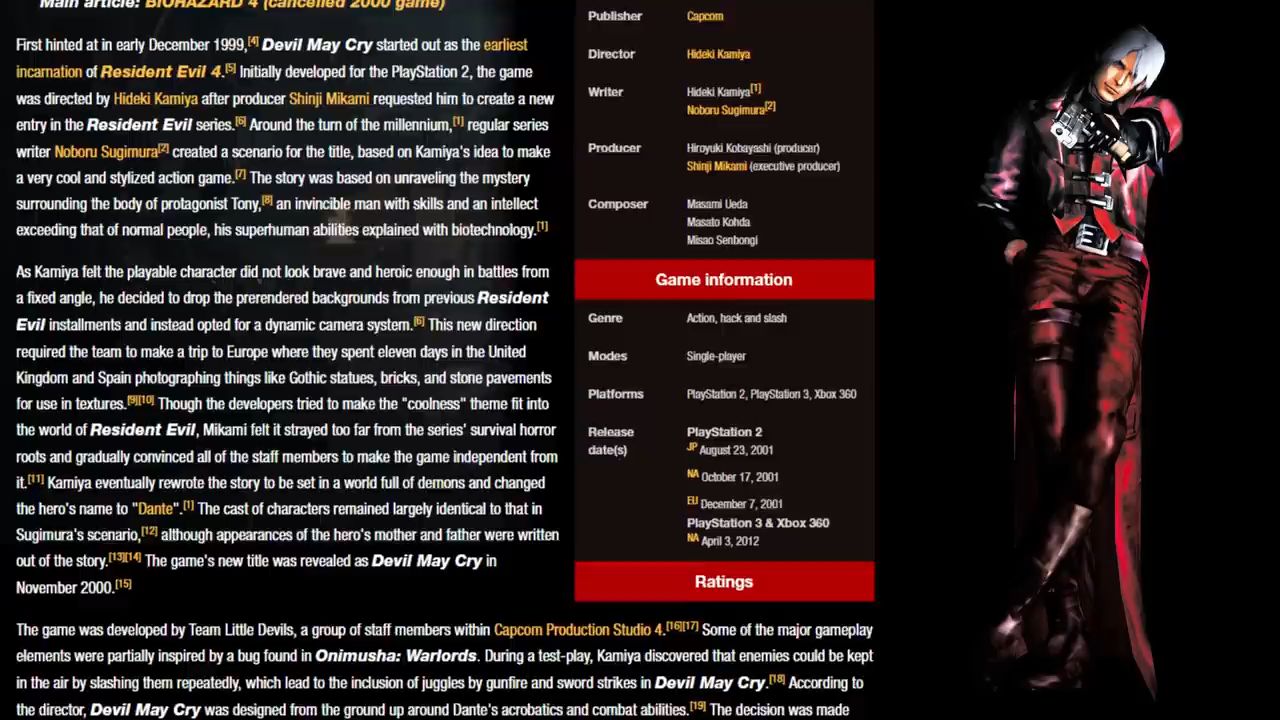 Main article: BIOHAZARD 4 (cancelled 2000 game)
First hinted at in early December 1999,[4] Devil May Cry started out as the earliest
incarnation of Resident Evil 4.[5] Initially developed for the PlayStation 2, the game
was directed by Hideki Kamiya after producer Shinji Mikami requested him to create a new
entry in the Resident Evil series.[6] Around the turn of the millennium,[1] regular series
writer Noboru Sugimura[2] created a scenario for the title, based on Kamiya's idea to make
a very cool and stylized action game.[7] The story was based on unraveling the mystery
surrounding the body of protagonist Tony,[8] an invincible man with skills and an intellect
exceeding that of normal people, his superhuman abilities explained with biotechnology.[1]
As Kamiya felt the playable character did not look brave and heroic enough in battles from
a fixed angle, he decided to drop the prerendered backgrounds from previous Resident
Evil installments and instead opted for a dynamic camera system.[6] This new direction
required the team to make a trip to Europe where they spent eleven days in the United
Kingdom and Spain photographing things like Gothic statues, bricks, and stone pavements
for use in textures.[9][10] Though the developers tried to make the "coolness" theme fit into
the world of Resident Evil, Mikami felt it strayed too far from the series' survival horror
roots and gradually convinced all of the staff members to make the game independent from
it.[11] Kamiya eventually rewrote the story to be set in a world full of demons and changed
the hero's name to "Dante".[1] The cast of characters remained largely identical to that in
Sugimura's scenario,[12] although appearances of the hero's mother and father were written
out of the story.[13][14] The game's new title was revealed as Devil May Cry in
November 2000.[15]
The game was developed by Team Little Devils, a group of staff members within Capcom Production Studio 4.[16][17] Some of the major gameplay
elements were partially inspired by a bug found in Onimusha: Warlords. During a test-play, Kamiya discovered that enemies could be kept
in the air by slashing them repeatedly, which lead to the inclusion of juggles by gunfire and sword strikes in Devil May Cry.[18] According to
the director, Devil May Cry was designed from the ground up around Dante's acrobatics and combat abilities.[19] The decision was made
Publisher Capcom
Director Hideki Kamiya
Writer Hideki Kamiya[1]
Noboru Sugimura[2]
Producer Hiroyuki Kobayashi (producer)
Shinji Mikami (executive producer)
Composer Masami Ueda
Masato Kohda
Misao Senbongi
Game information
Genre Action, hack and slash
Modes Single-player
Platforms PlayStation 2, PlayStation 3, Xbox 360
Release PlayStation 2
date(s) JP August 23, 2001
NA October 17, 2001
EU December 7, 2001
PlayStation 3 & Xbox 360
NA April 3, 2012
Ratings